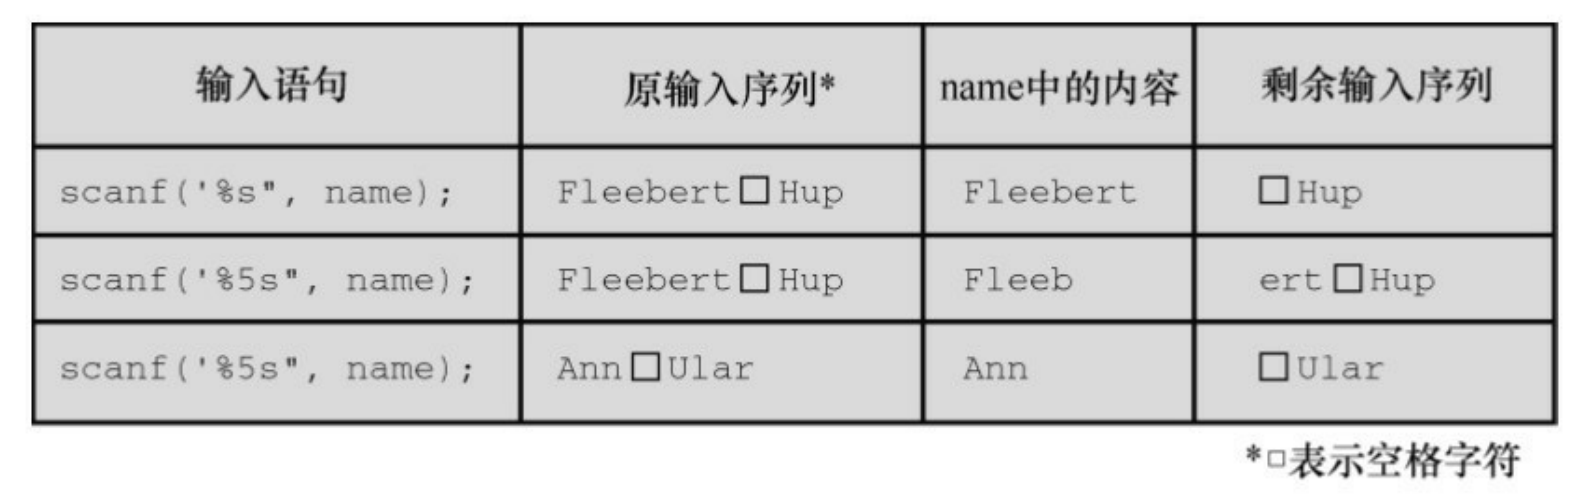 输入语句 原输入序列* name中的内容 剩余输入序列
scanf('%s", name); Fleebert□Hup Fleebert □Hup
scanf('%5s", name); Fleebert□Hup Fleeb ert□Hup
scanf('%5s", name); Ann□Ular Ann □Ular
*□表示空格字符